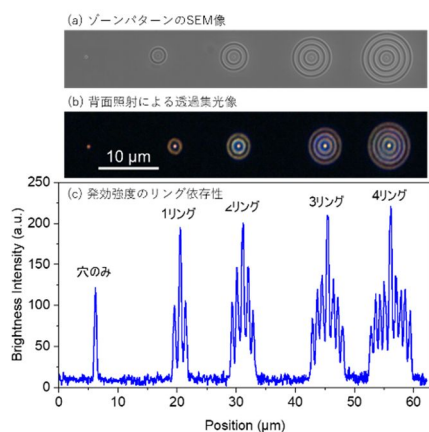 (a) ゾーンパターンのSEM像
(b) 背面照射による透過集光像
10 μm
(c) 発効強度のリング依存性
穴のみ
1リング
2リング
3リング
4リング
Brightness Intensity (a.u.)
250
200
150
100
50
0
0 10 20 30 40 50 60
Position (μm)